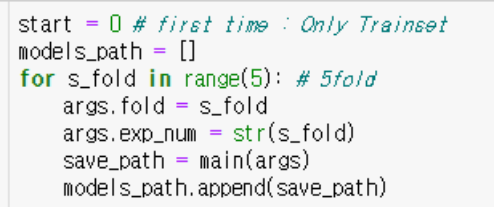 start = 0 # first time : Only Trainset
models_path = []
for s_fold in range(5): # 5fold
    args.fold = s_fold
    args.exp_num = str(s_fold)
    save_path = main(args)
    models_path.append(save_path)